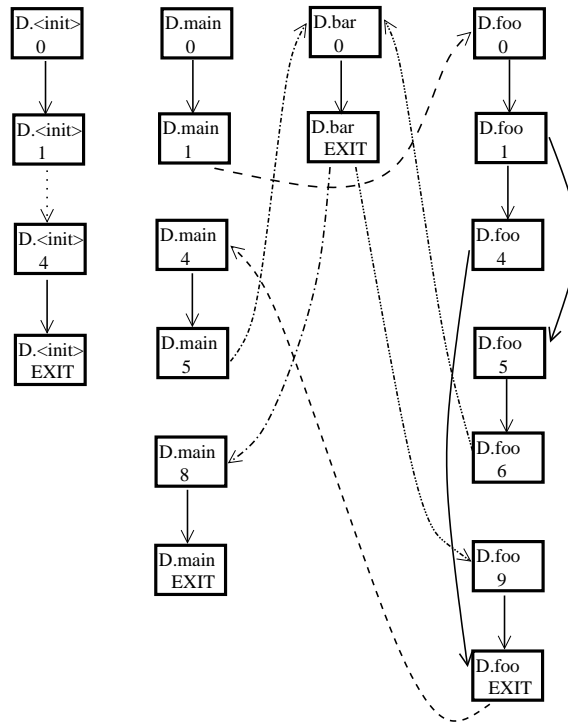 D.<init>
0
D.<init>
1
D.<init>
4
D.<init>
EXIT
D.main
0
D.main
1
D.main
4
D.main
5
D.main
8
D.main
EXIT
D.bar
0
D.bar
EXIT
D.foo
0
D.foo
1
D.foo
4
D.foo
5
D.foo
6
D.foo
9
D.foo
EXIT